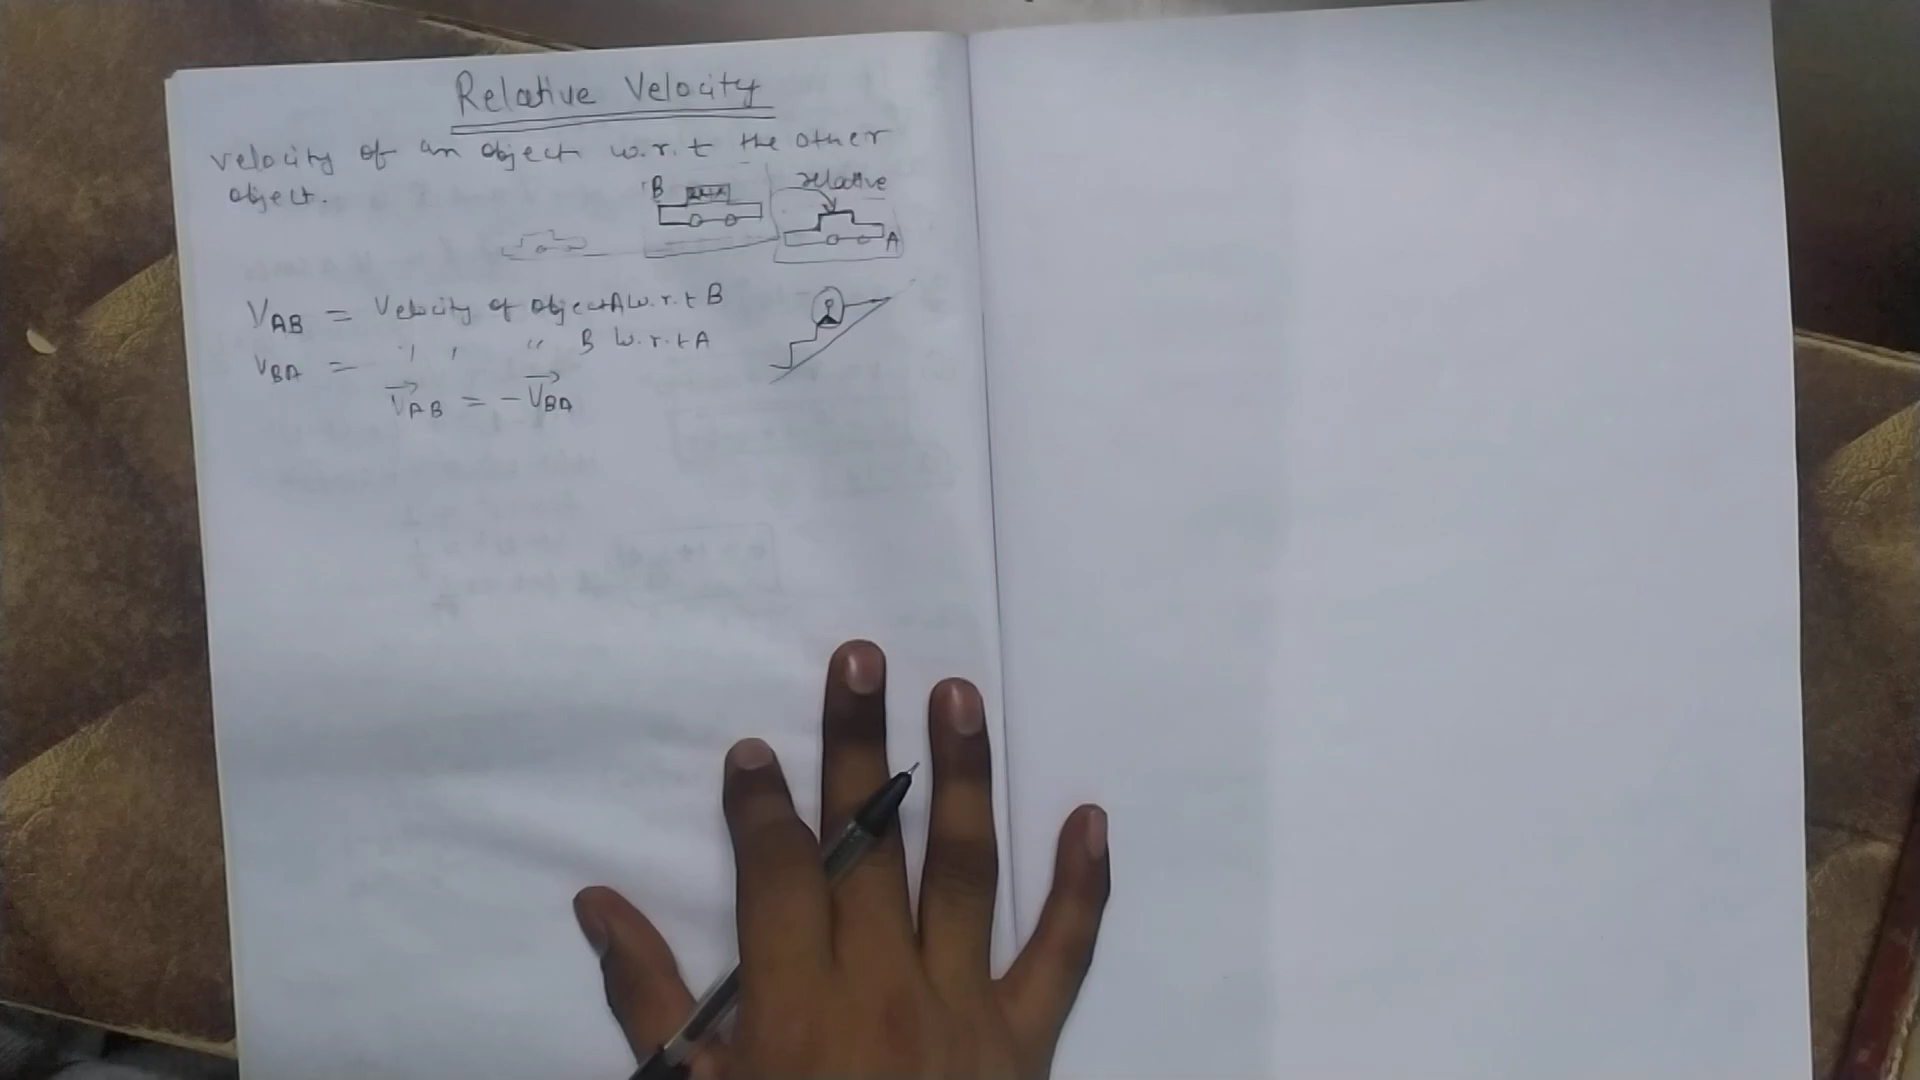 Relative Velocity
velocity of an object w.r.t the other
object.
B relative
A
VAB = Velocity of object A w.r.t B
VBA = " " " B w.r.t A
VAB = - VBA